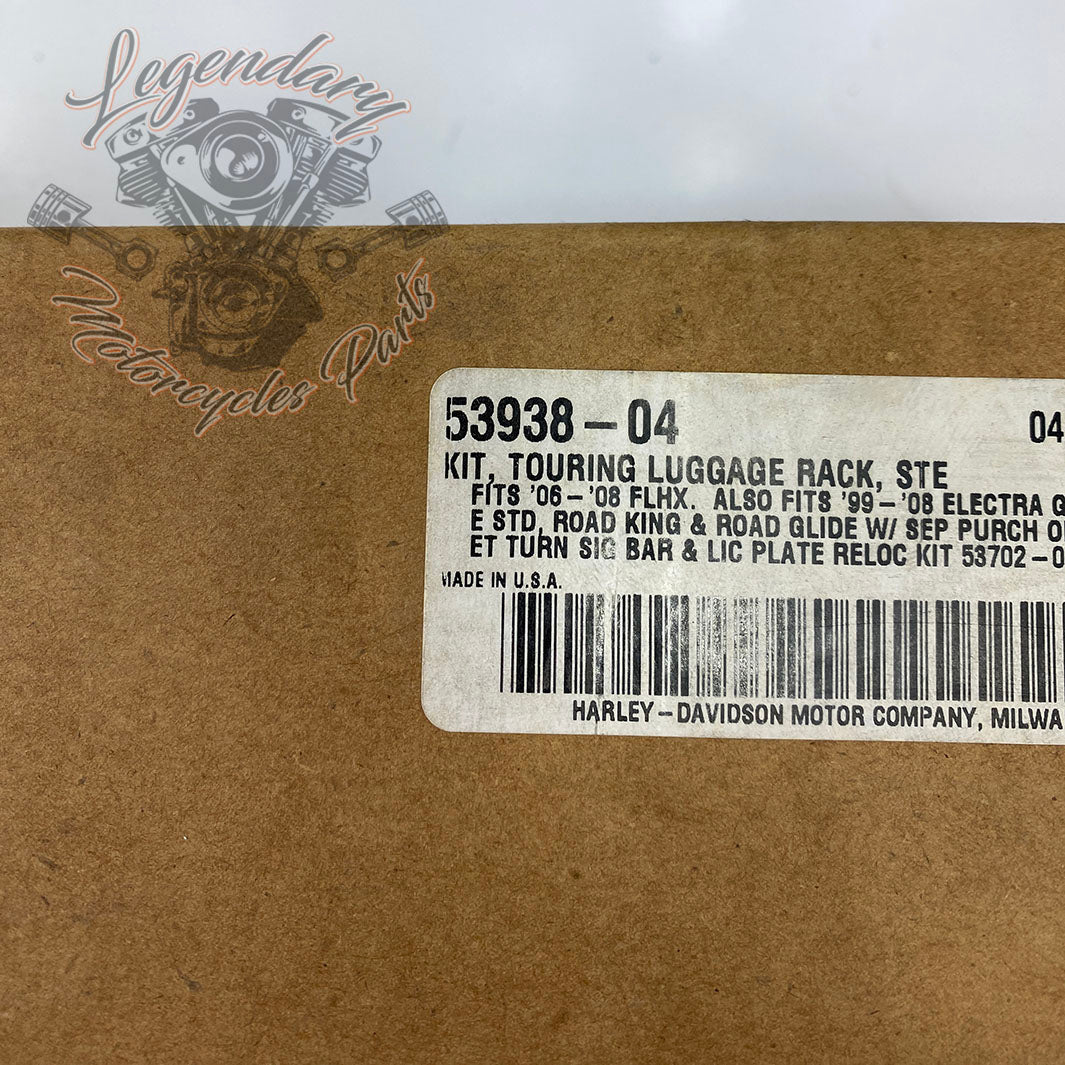 Legendary
Motorcycles Parts
53938-04 04
KIT, TOURING LUGGAGE RACK, STE
FITS '06-'08 FLHX. ALSO FITS '99-'08 ELECTRA G
E STD, ROAD KING & ROAD GLIDE W/ SEP PURCH O
ET TURN SIG BAR & LIC PLATE RELOC KIT 53702-0
MADE IN U.S.A.
HARLEY-DAVIDSON MOTOR COMPANY, MILWA